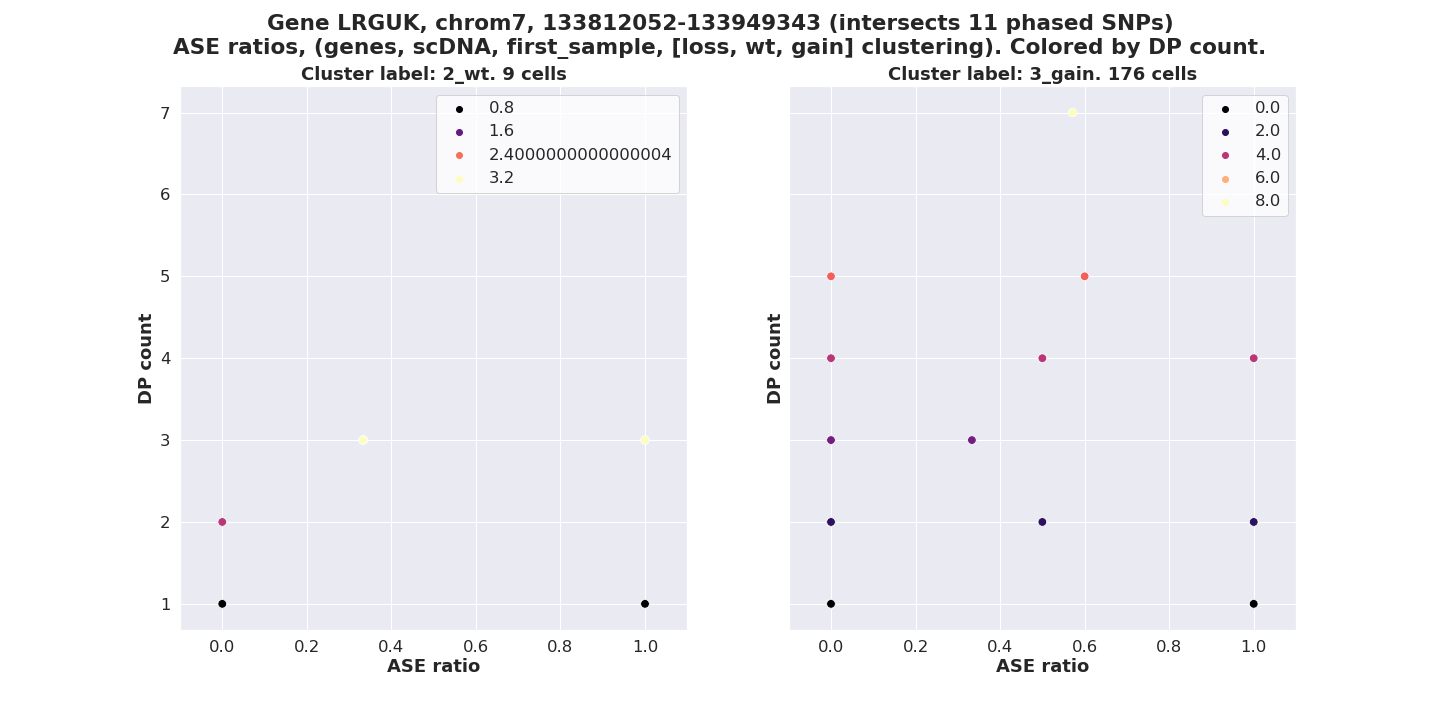 Gene LRGUK, chrom7, 133812052-133949343 (intersects 11 phased SNPs)
ASE ratios, (genes, scDNA, first_sample, [loss, wt, gain] clustering). Colored by DP count.
Cluster label: 2_wt. 9 cells
0.8
1.6
2.4000000000000004
3.2
7
6
5
4
3
2
1
DP count
0.0 0.2 0.4 0.6 0.8 1.0
ASE ratio
Cluster label: 3_gain. 176 cells
0.0
2.0
4.0
6.0
8.0
DP count
0.0 0.2 0.4 0.6 0.8 1.0
ASE ratio